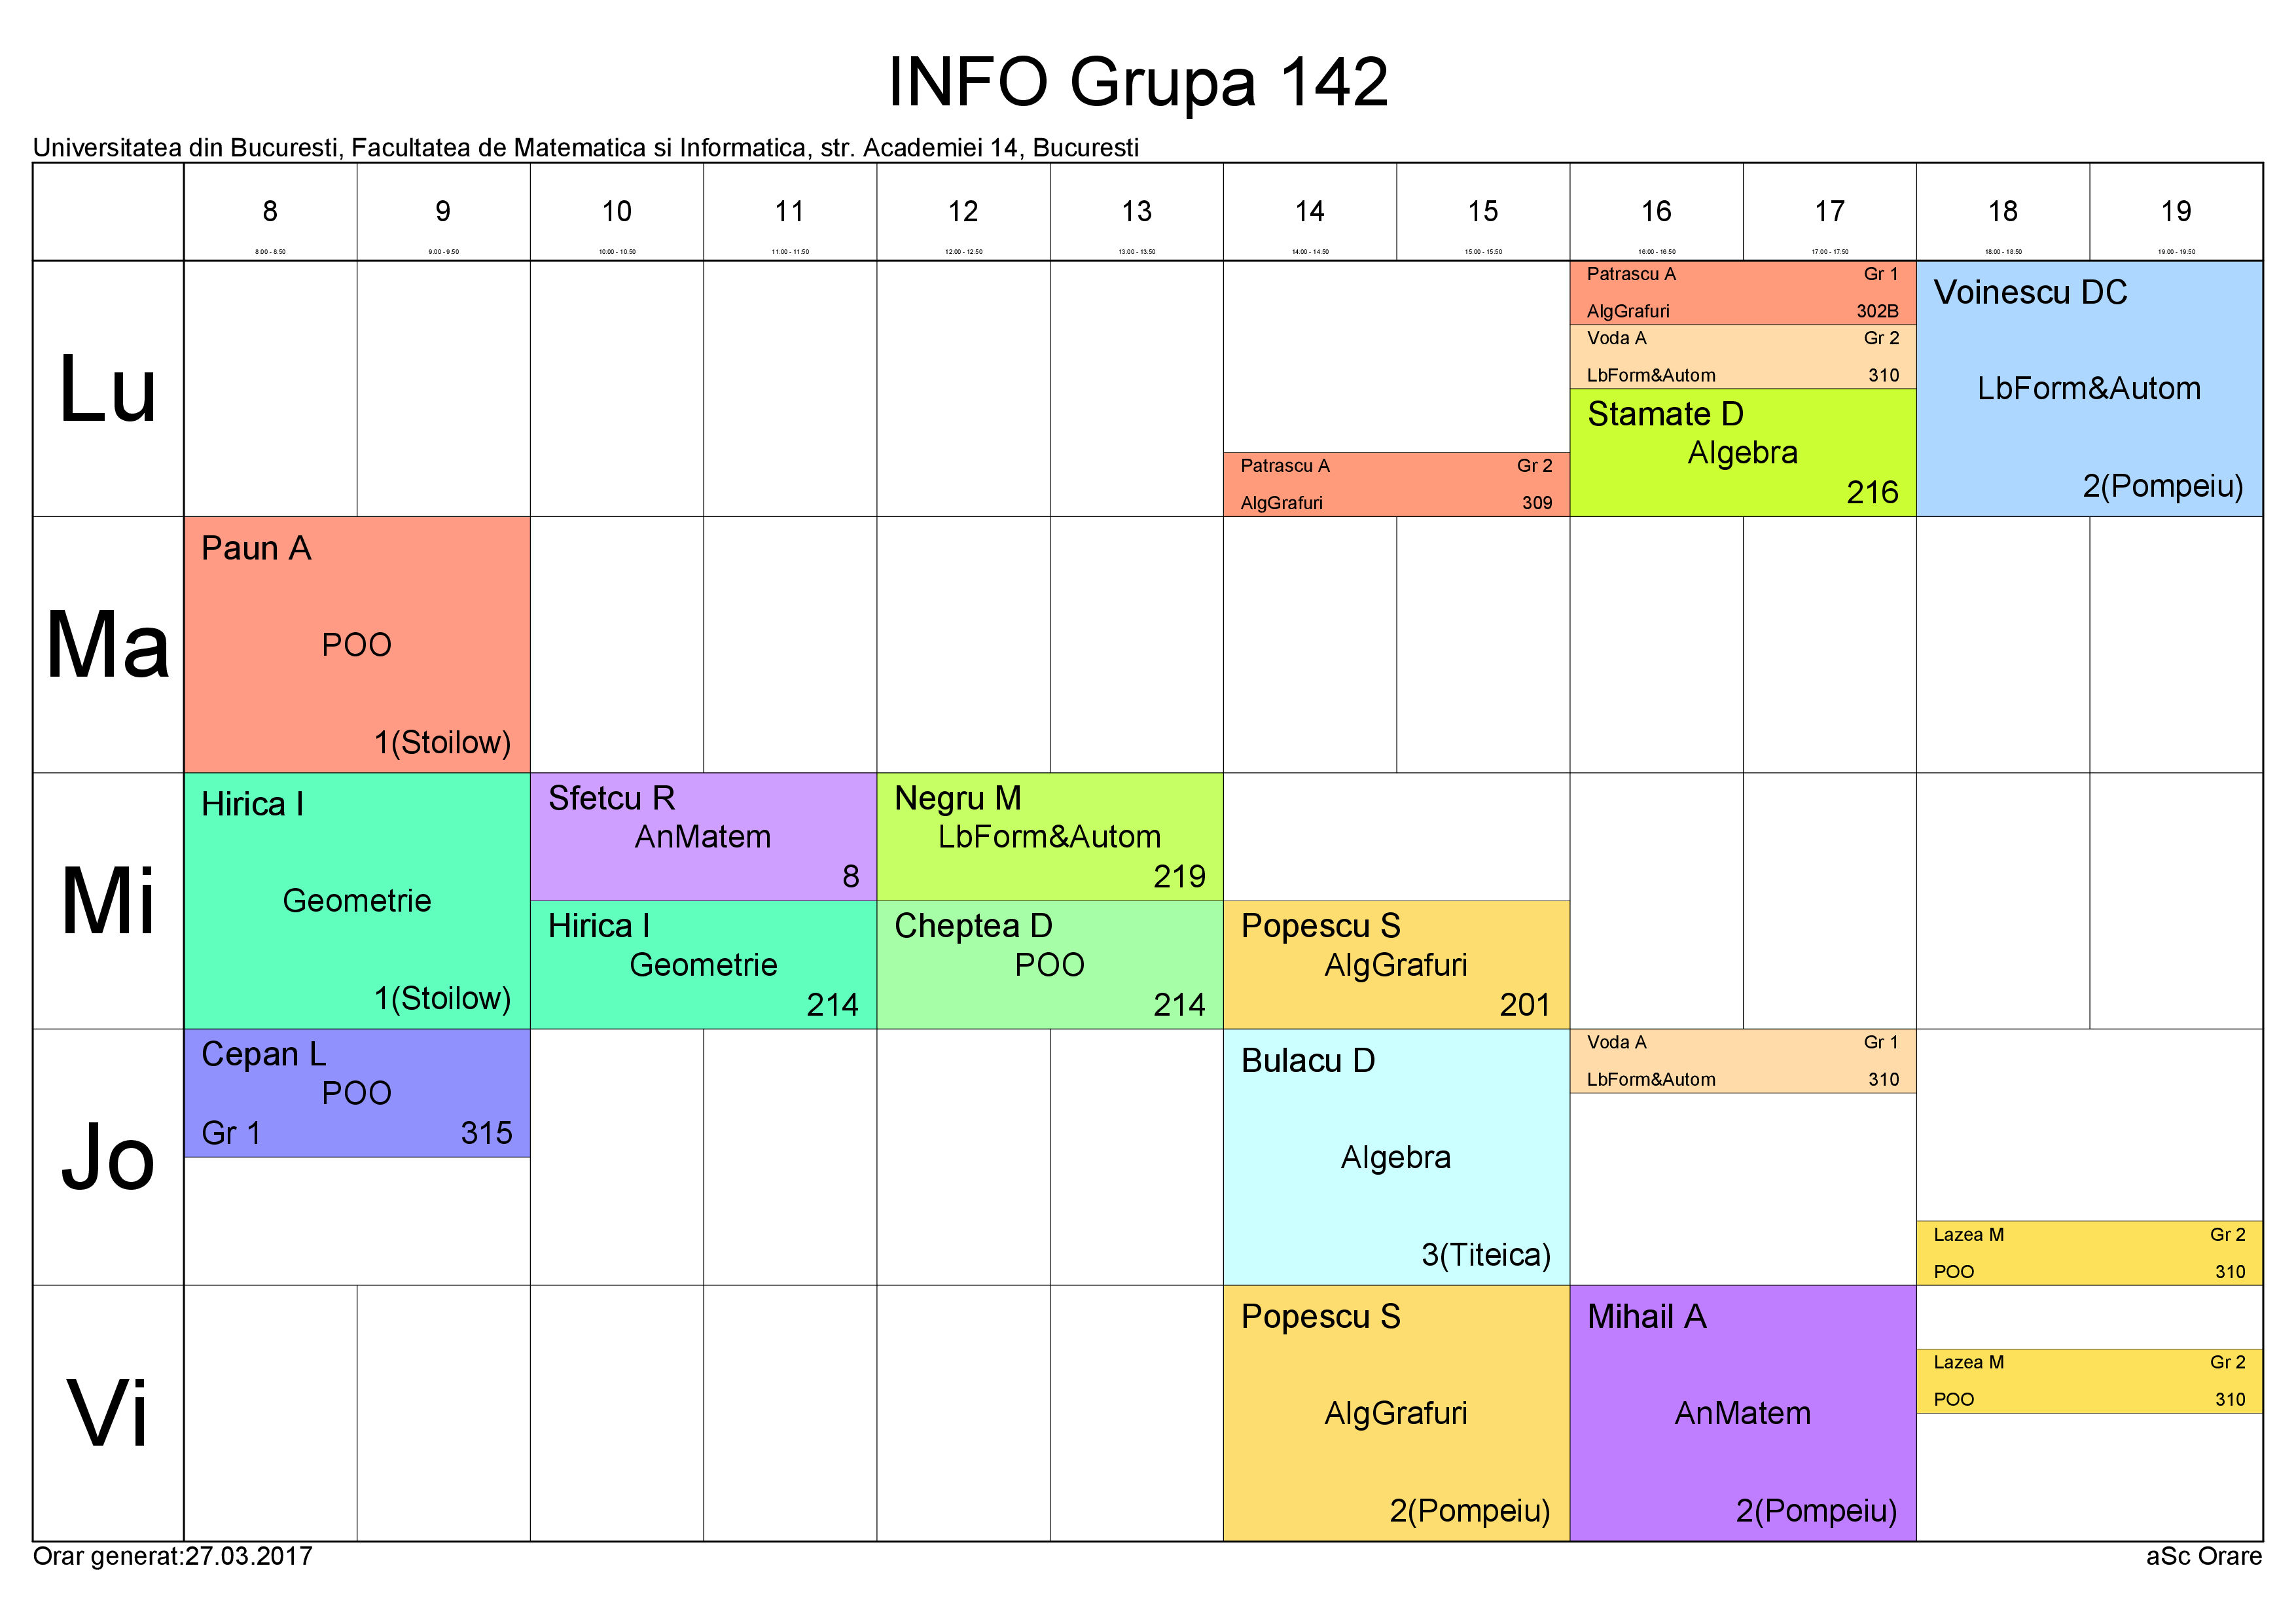 INFO Grupa 142
Universitatea din Bucuresti, Facultatea de Matematica si Informatica, str. Academiei 14, Bucuresti
8 9 10 11 12 13 14 15 16 17 18 19
8:00 - 8:50 9:00 - 9:50 10:00 - 10:50 11:00 - 11:50 12:00 - 12:50 13:00 - 13:50 14:00 - 14:50 15:00 - 15:50 16:00 - 16:50 17:00 - 17:50 18:00 - 18:50 19:00 - 19:50
Lu
Patrascu A Gr 2
AlgGrafuri 309
Patrascu A Gr 1
AlgGrafuri 302B
Voda A Gr 2
LbForm&Autom 310
Stamate D
Algebra
216
Voinescu DC
LbForm&Autom
2(Pompeiu)
Ma
Paun A
POO
1(Stoilow)
Mi
Hirica I
Geometrie
1(Stoilow)
Sfetcu R
AnMatem
8
Hirica I
Geometrie
214
Negru M
LbForm&Autom
219
Cheptea D
POO
214
Popescu S
AlgGrafuri
201
Jo
Cepan L
POO
Gr 1 315
Bulacu D
Algebra
3(Titeica)
Voda A Gr 1
LbForm&Autom 310
Lazea M Gr 2
POO 310
Vi
Popescu S
AlgGrafuri
2(Pompeiu)
Mihail A
AnMatem
2(Pompeiu)
Lazea M Gr 2
POO 310
Orar generat:27.03.2017 aSc Orare